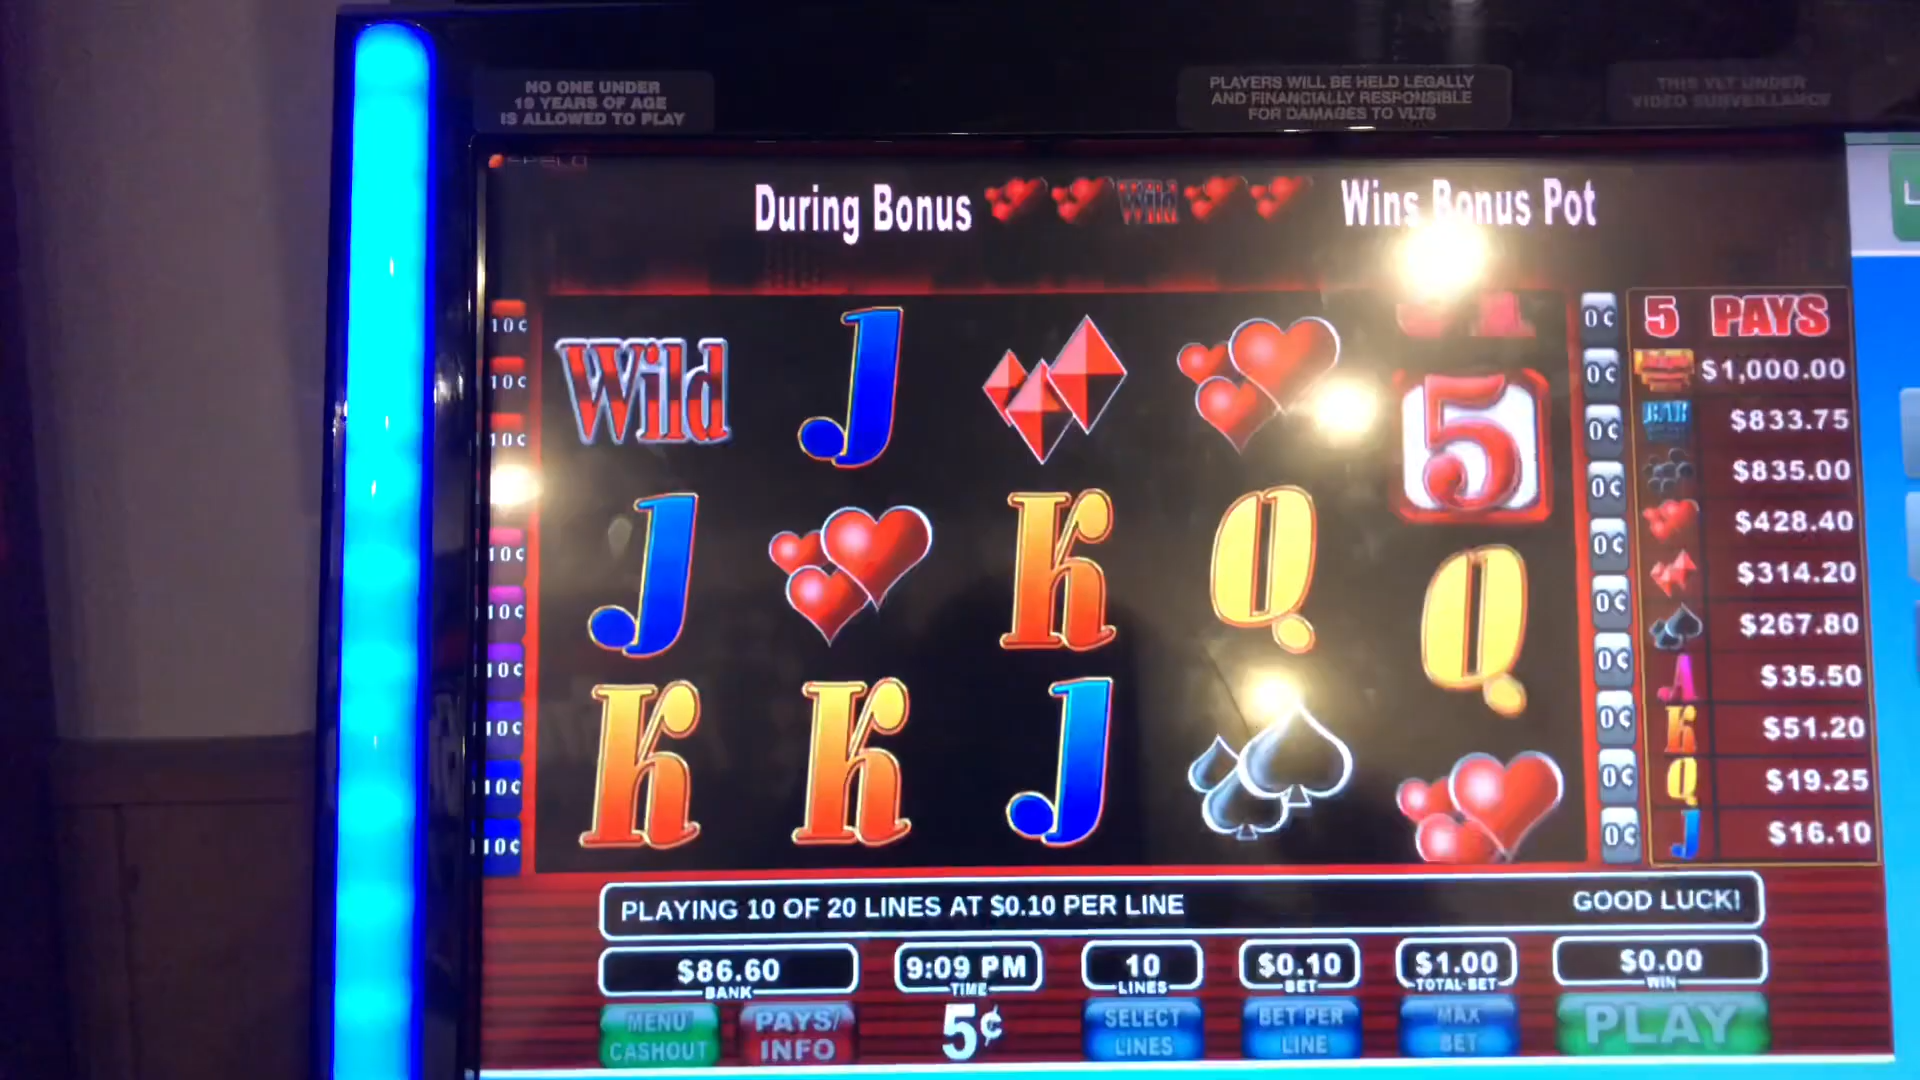 NO ONE UNDER
19 YEARS OF AGE
IS ALLOWED TO PLAY
PLAYERS WILL BE HELD LEGALLY
AND FINANCIALLY RESPONSIBLE
FOR DAMAGES TO VLTS
THIS VLT UNDER
VIDEO SURVEILLANCE
During Bonus Wild Wins Bonus Pot
5 PAYS
$1,000.00
BAR $833.75
$835.00
$428.40
$314.20
$267.80
A $35.50
K $51.20
Q $19.25
J $16.10
10¢
10¢
10¢
10¢
10¢
10¢
10¢
10¢
10¢
0¢
0¢
0¢
0¢
0¢
0¢
0¢
0¢
0¢
0¢
Wild J
5
J K Q Q
K K J
PLAYING 10 OF 20 LINES AT $0.10 PER LINE GOOD LUCK!
$86.60 9:09 PM 10 $0.10 $1.00 $0.00
BANK TIME LINES BET TOTAL-BET WIN
MENU
CASHOUT
PAYS/
INFO
5¢
SELECT
LINES
BET PER
LINE
MAX
BET
PLAY